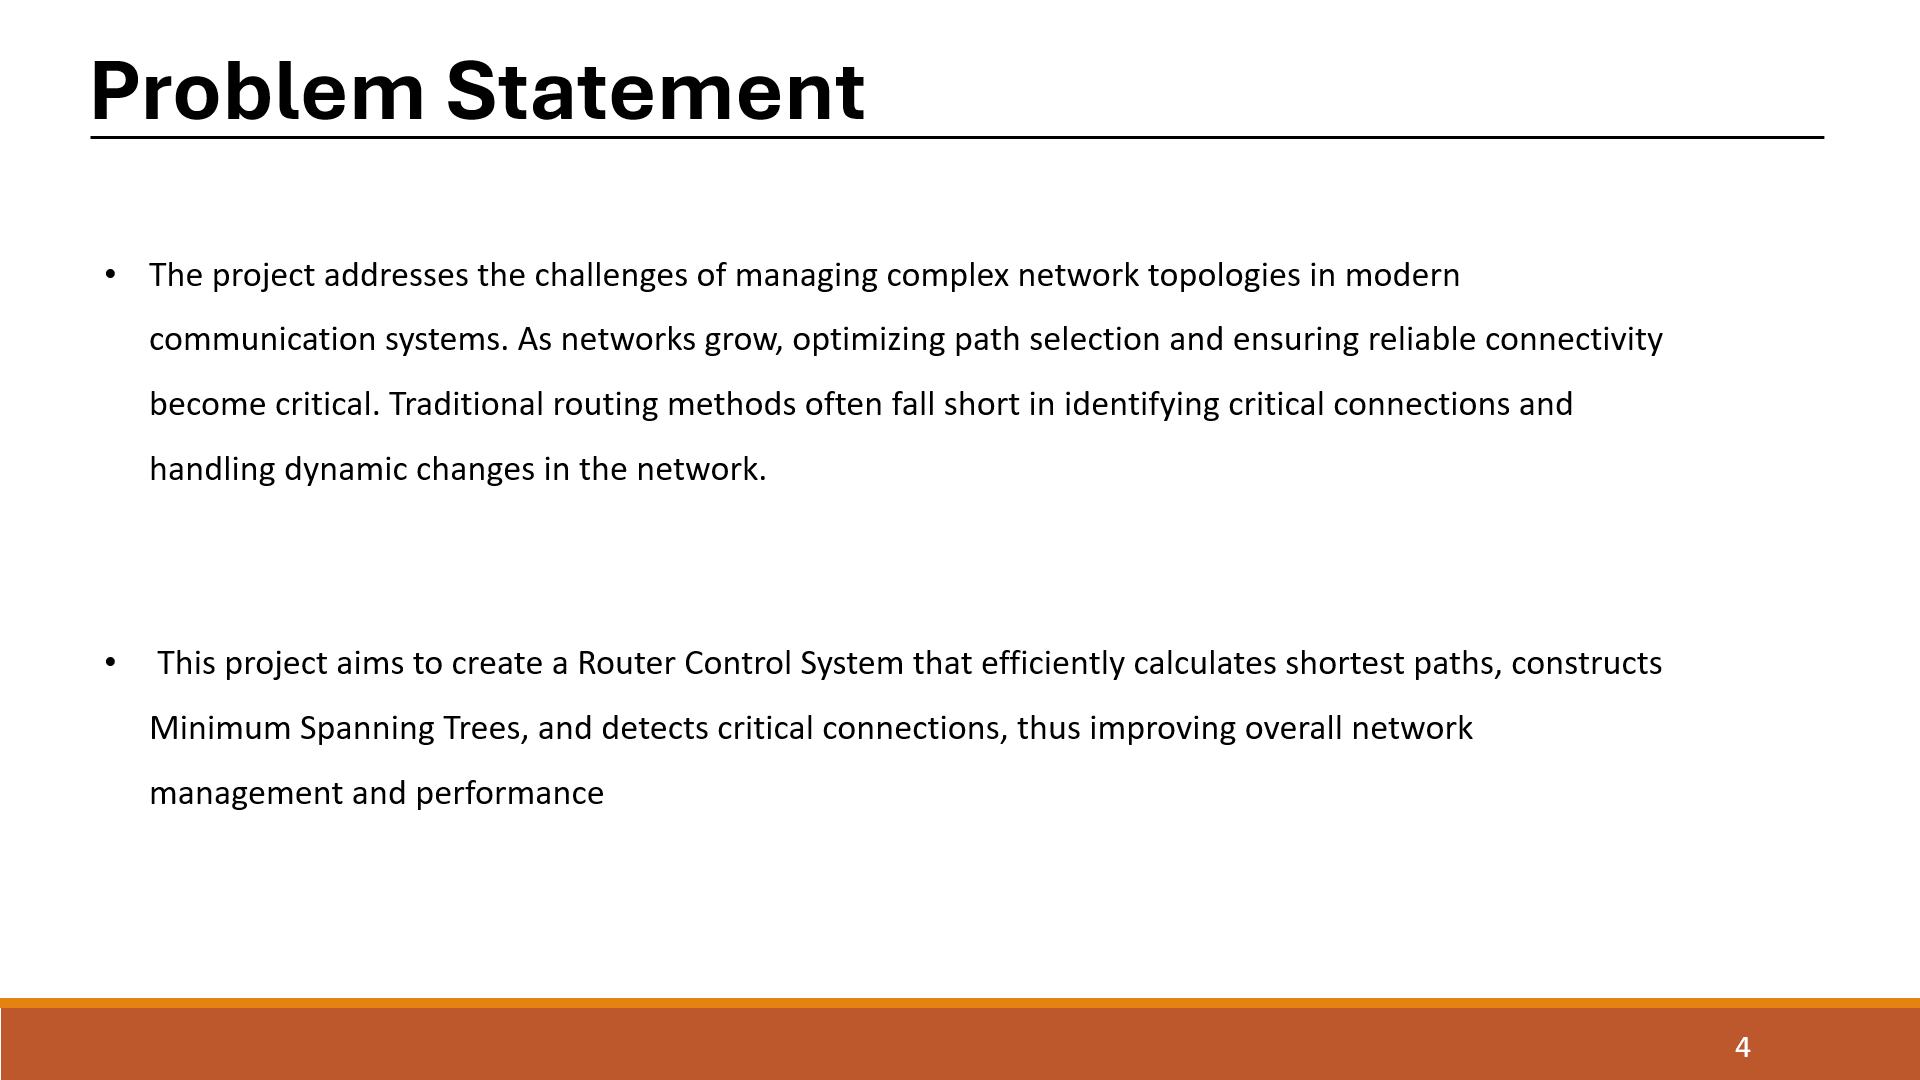 Problem Statement
• The project addresses the challenges of managing complex network topologies in modern
communication systems. As networks grow, optimizing path selection and ensuring reliable connectivity
become critical. Traditional routing methods often fall short in identifying critical connections and
handling dynamic changes in the network.
• This project aims to create a Router Control System that efficiently calculates shortest paths, constructs
Minimum Spanning Trees, and detects critical connections, thus improving overall network
management and performance
4